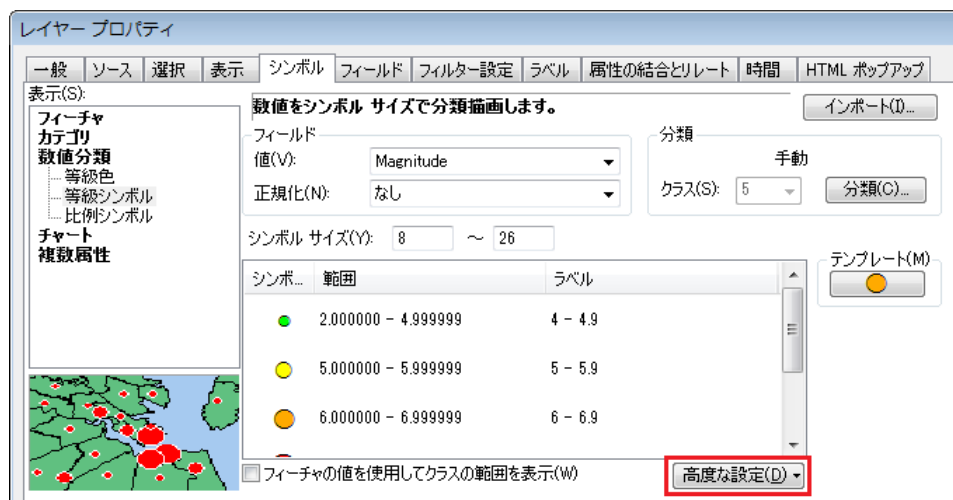 レイヤー プロパティ
一般 ソース 選択 表示 シンボル フィールド フィルター設定 ラベル 属性の結合とリレート 時間 HTML ポップアップ
表示(S):
フィーチャ
カテゴリ
数値分類
等級色
等級シンボル
比例シンボル
チャート
複数属性
数値をシンボル サイズで分類描画します。
インポート(I)...
フィールド
値(V): Magnitude
正規化(N): なし
分類
手動
クラス(S): 5 分類(C)...
シンボル サイズ(Y): 8 ～ 26
シンボ... 範囲 ラベル
2.000000 - 4.999999 4 - 4.9
5.000000 - 5.999999 5 - 5.9
6.000000 - 6.999999 6 - 6.9
テンプレート(M)
フィーチャの値を使用してクラスの範囲を表示(W)
高度な設定(D)